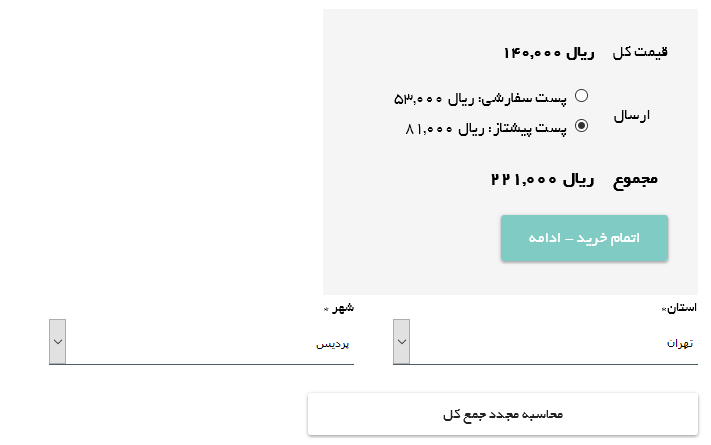 قیمت کل ریال ۱۴۰,۰۰۰
ارسال
پست سفارشی: ریال ۵۳,۰۰۰
پست پیشتاز: ریال ۸۱,۰۰۰
مجموع ریال ۲۲۱,۰۰۰
اتمام خرید – ادامه
استان* شهر *
تهران پردیس
محاسبه مجدد جمع کل